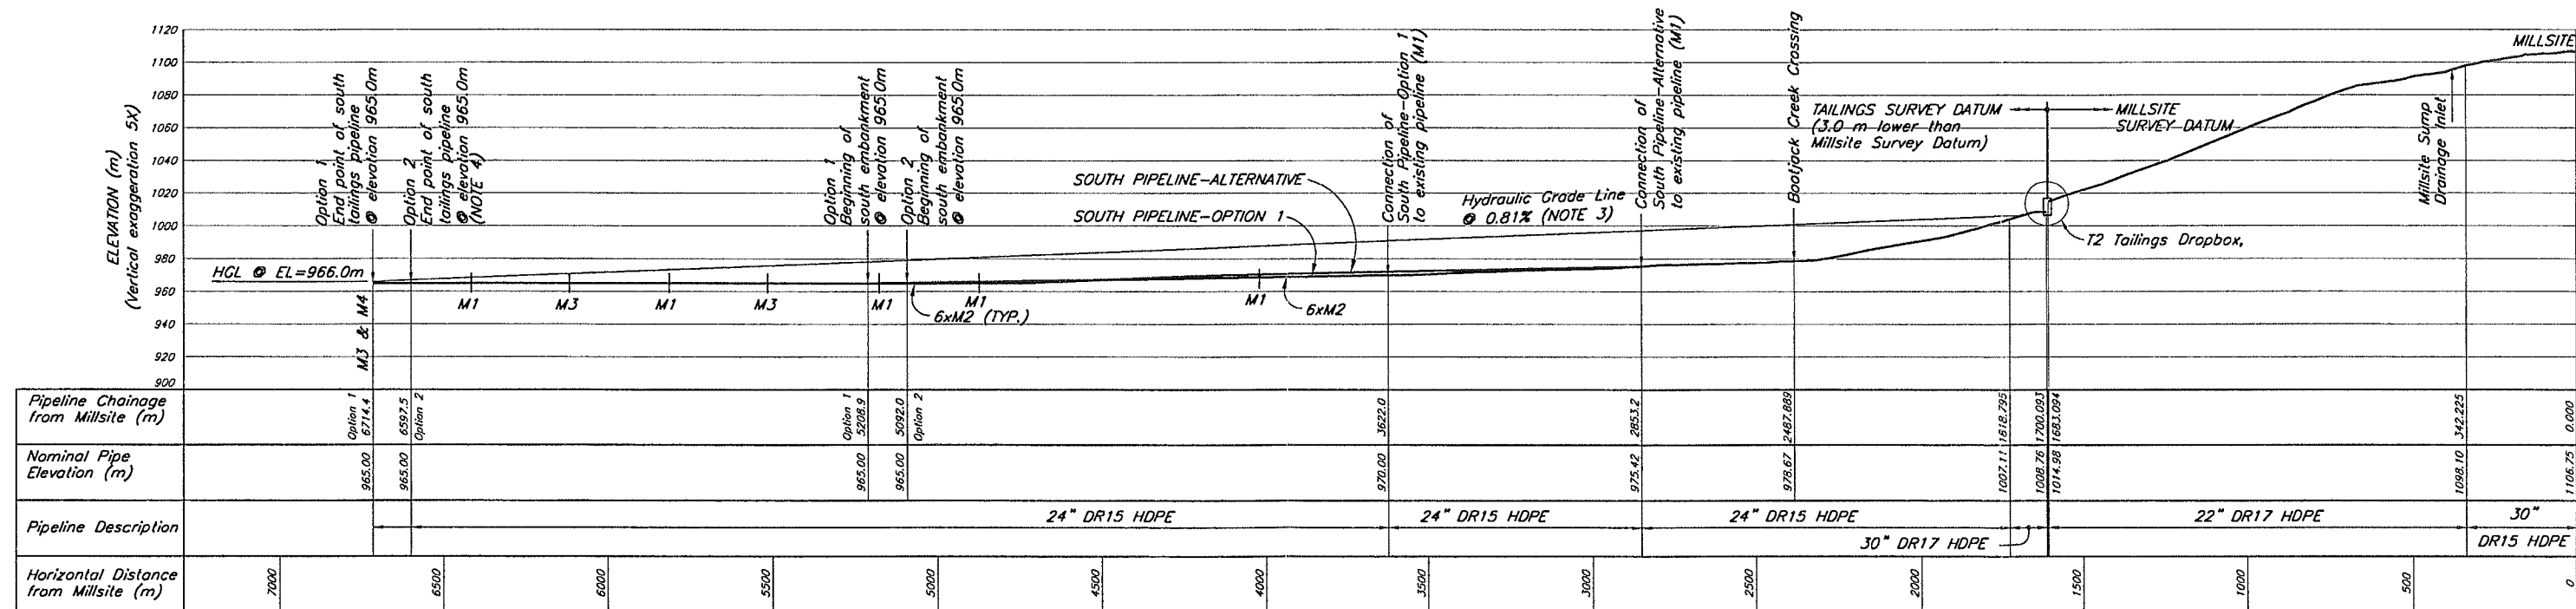 1120
1100
1080
1060
1040
1020
1000
980
960
940
920
900
ELEVATION (m)
(Vertical exaggeration 5X)
HGL @ EL=966.0m
Option 1
End point of south
tailings pipeline
@ elevation 965.0m
Option 2
End point of south
tailings pipeline
@ elevation 965.0m
(NOTE 4)
Option 1
Beginning of
south embankment
@ elevation 965.0m
Option 2
Beginning of
south embankment
@ elevation 965.0m
SOUTH PIPELINE-ALTERNATIVE
SOUTH PIPELINE-OPTION 1
Connection of
South Pipeline-Option 1
to existing pipeline (M1)
Hydraulic Grade Line
@ 0.81% (NOTE 3)
Connection of
South Pipeline-Alternative
to existing pipeline (M1)
Bootjack Creek Crossing
TAILINGS SURVEY DATUM
(3.0 m lower than
Millsite Survey Datum)
MILLSITE
SURVEY DATUM
T2 Tailings Dropbox,
Millsite Sump
Drainage Inlet
MILLSITE
M3 & M4
M1
M3
M1
M3
M1
6xM2 (TYP.)
M1
M1
6xM2
Pipeline Chainage
from Millsite (m)
Option 1
6714.4
6597.5
Option 2
Option 1
5208.9
5092.0
Option 2
3622.0
2853.2
2487.889
1818.795
1700.093
1683.094
342.225
0.000
Nominal Pipe
Elevation (m)
965.00
965.00
965.00
965.00
970.00
975.42
978.67
1007.11
1008.76
1014.98
1098.10
1106.75
Pipeline Description
24" DR15 HDPE
24" DR15 HDPE
24" DR15 HDPE
30" DR17 HDPE
22" DR17 HDPE
30"
DR15 HDPE
Horizontal Distance
from Millsite (m)
7000
6500
6000
5500
5000
4500
4000
3500
3000
2500
2000
1500
1000
500
0